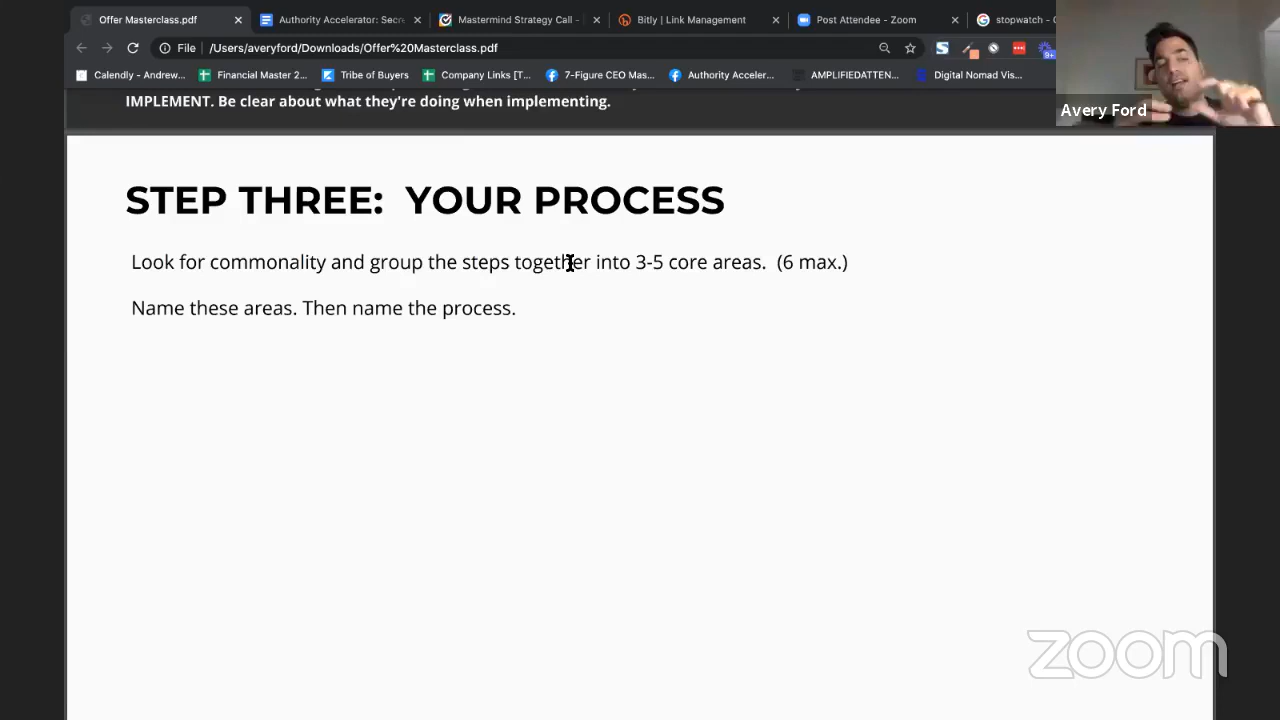 Offer Masterclass.pdf
Authority Accelerator: Secre
Mastermind Strategy Call -
Bitly | Link Management
Post Attendee - Zoom
stopwatch - G
File
/Users/averyford/Downloads/Offer%20Masterclass.pdf
9+
Calendly - Andrew...
Financial Master 2...
Tribe of Buyers
Company Links [T...
7-Figure CEO Mas...
Authority Acceler...
AMPLIFIEDATTEN...
Digital Nomad Vis...
Avery Ford
IMPLEMENT. Be clear about what they're doing when implementing.
STEP THREE: YOUR PROCESS
Look for commonality and group the steps together into 3-5 core areas. (6 max.)
Name these areas. Then name the process.
zoom